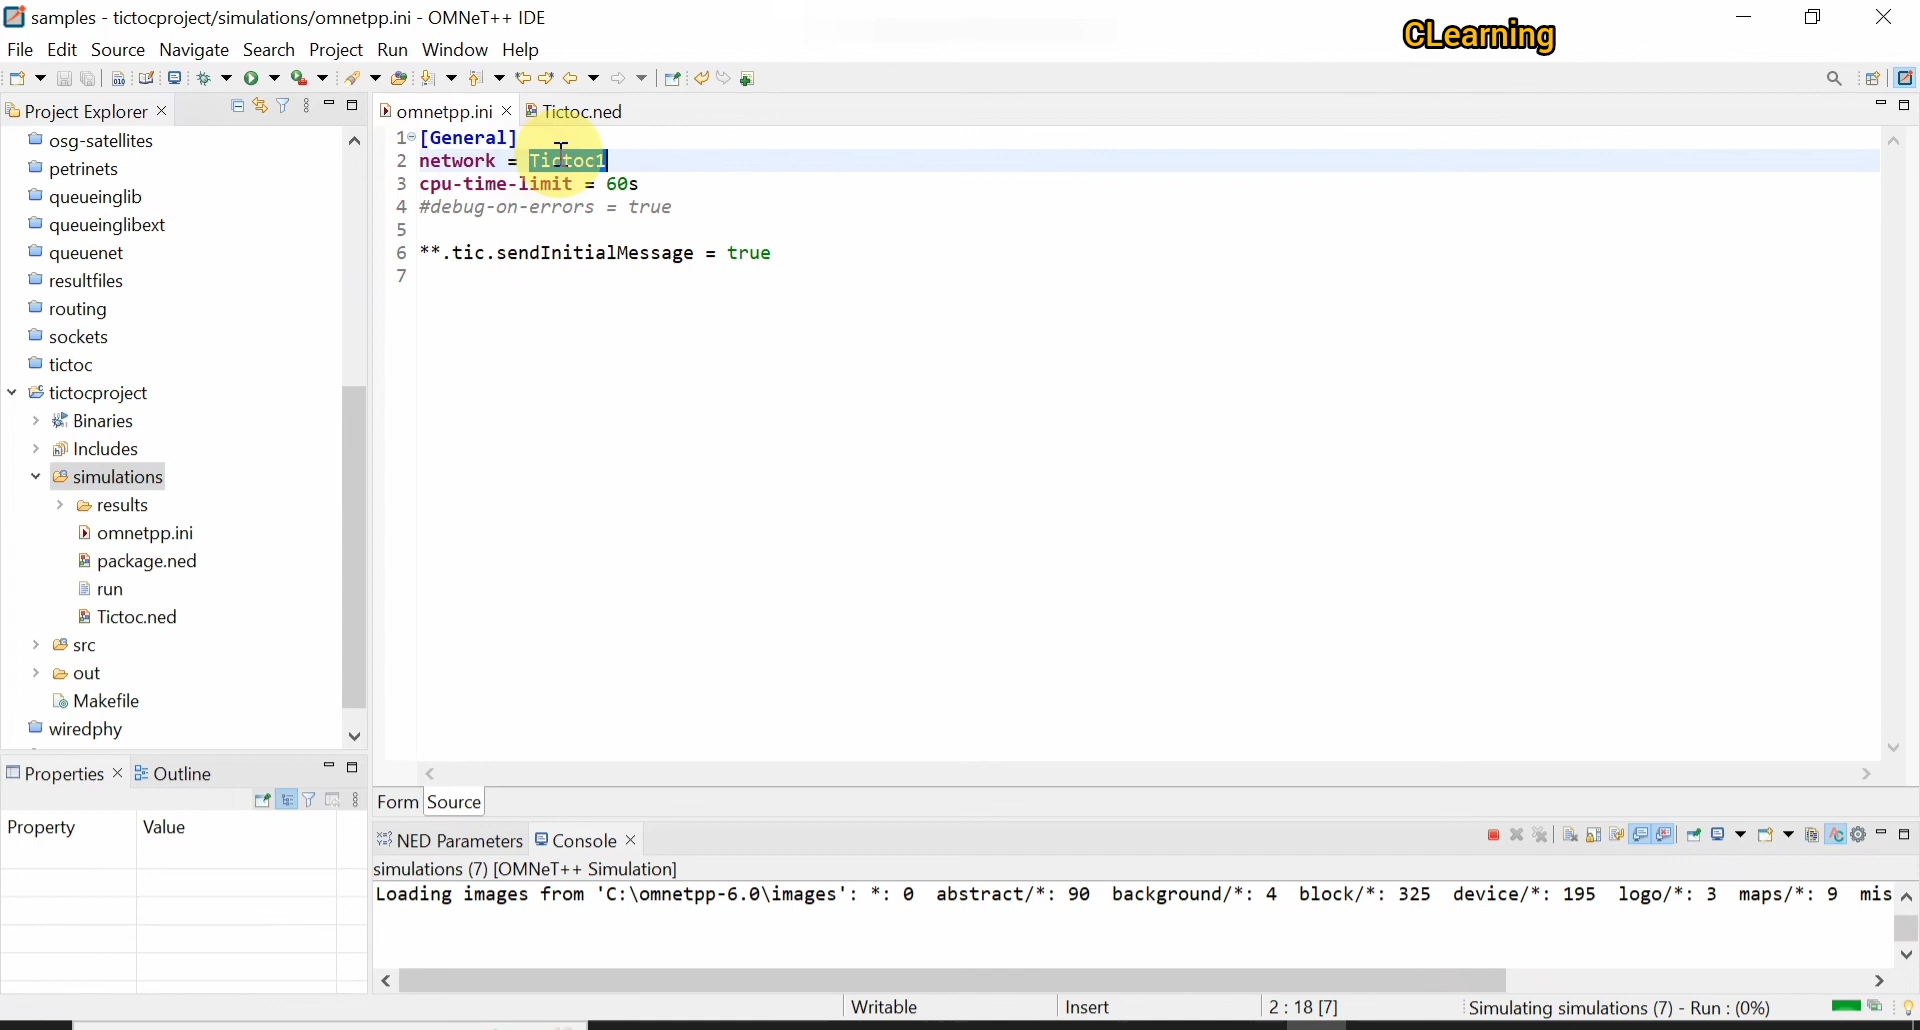 samples - tictocproject/simulations/omnetpp.ini - OMNeT++ IDE
CLearning
File Edit Source Navigate Search Project Run Window Help
Project Explorer
omnetpp.ini
Tictoc.ned
osg-satellites
petrinets
queueinglib
queueinglibext
queuenet
resultfiles
routing
sockets
tictoc
tictocproject
Binaries
Includes
simulations
results
omnetpp.ini
package.ned
run
Tictoc.ned
src
out
Makefile
wiredphy
1 [General]
2 network = Tictoc1
3 cpu-time-limit = 60s
4 #debug-on-errors = true
5
6 **.tic.sendInitialMessage = true
7
Form Source
Properties Outline
Property Value
NED Parameters Console
simulations (7) [OMNeT++ Simulation]
Loading images from 'C:\omnetpp-6.0\images': *: 0 abstract/*: 90 background/*: 4 block/*: 325 device/*: 195 logo/*: 3 maps/*: 9 mis
Writable Insert 2 : 18 [7] Simulating simulations (7) - Run : (0%)